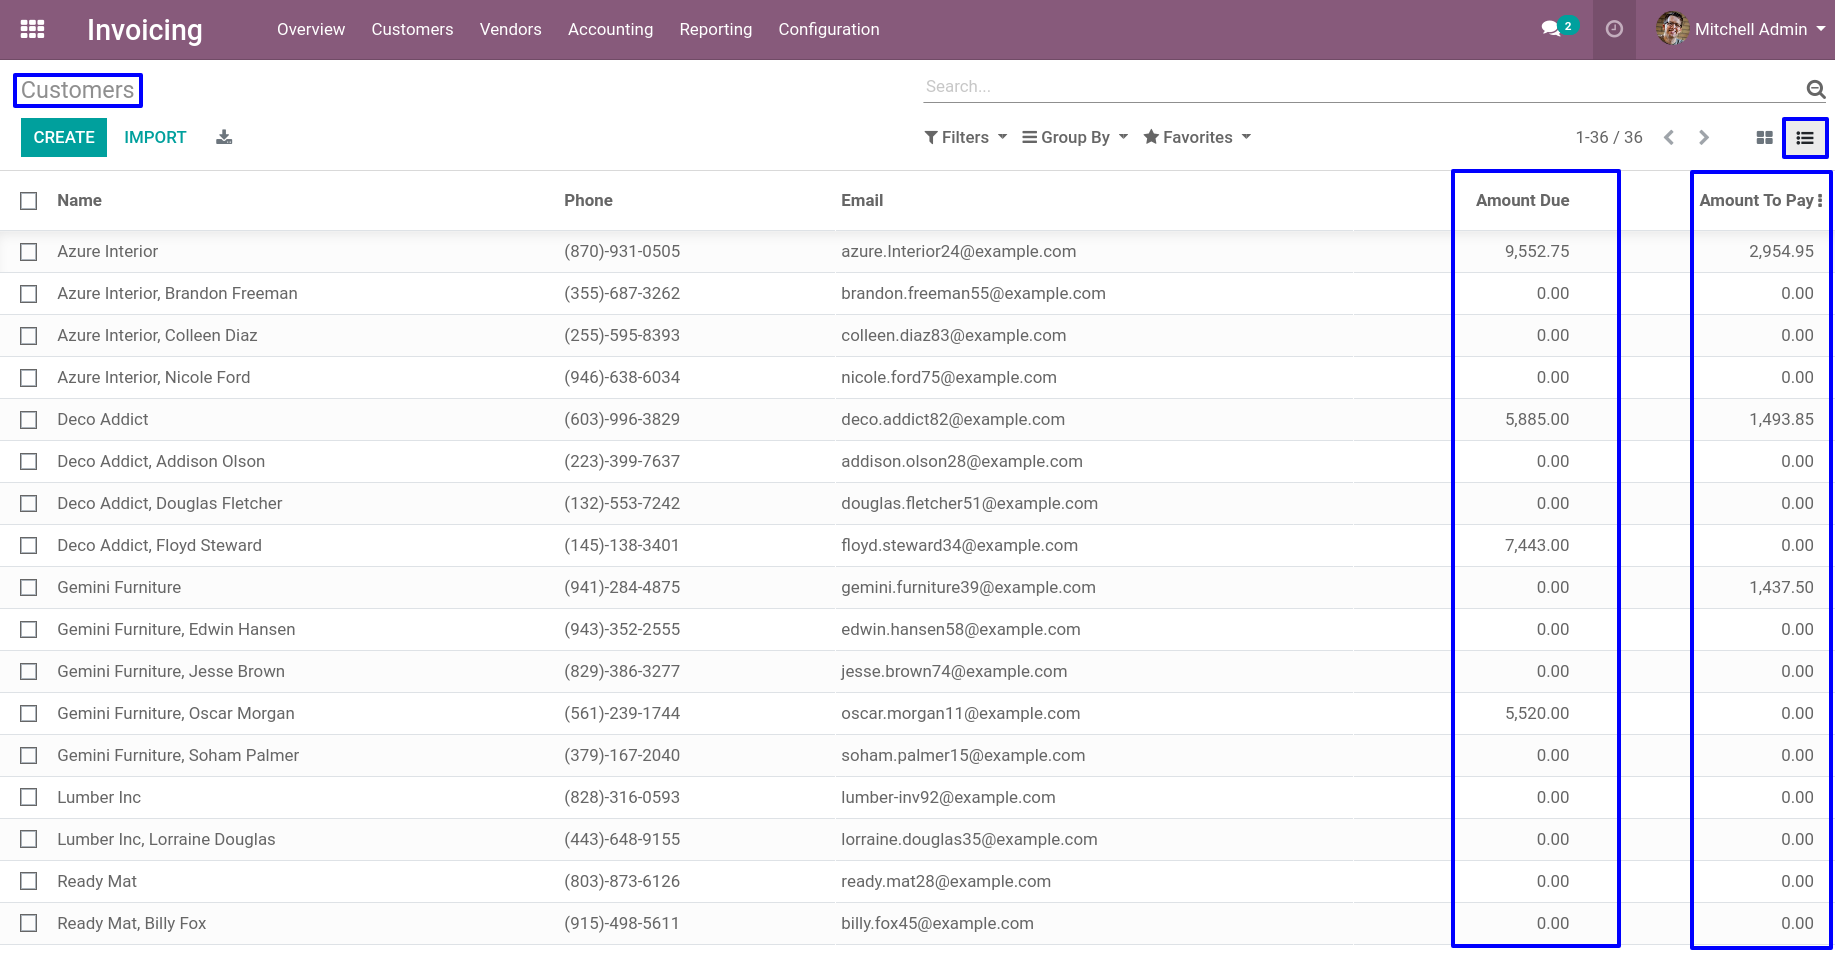 Invoicing Overview Customers Vendors Accounting Reporting Configuration 2 Mitchell Admin
Customers Search...
CREATE IMPORT Filters Group By Favorites 1-36 / 36
Name Phone Email Amount Due Amount To Pay
Azure Interior (870)-931-0505 azure.Interior24@example.com 9,552.75 2,954.95
Azure Interior, Brandon Freeman (355)-687-3262 brandon.freeman55@example.com 0.00 0.00
Azure Interior, Colleen Diaz (255)-595-8393 colleen.diaz83@example.com 0.00 0.00
Azure Interior, Nicole Ford (946)-638-6034 nicole.ford75@example.com 0.00 0.00
Deco Addict (603)-996-3829 deco.addict82@example.com 5,885.00 1,493.85
Deco Addict, Addison Olson (223)-399-7637 addison.olson28@example.com 0.00 0.00
Deco Addict, Douglas Fletcher (132)-553-7242 douglas.fletcher51@example.com 0.00 0.00
Deco Addict, Floyd Steward (145)-138-3401 floyd.steward34@example.com 7,443.00 0.00
Gemini Furniture (941)-284-4875 gemini.furniture39@example.com 0.00 1,437.50
Gemini Furniture, Edwin Hansen (943)-352-2555 edwin.hansen58@example.com 0.00 0.00
Gemini Furniture, Jesse Brown (829)-386-3277 jesse.brown74@example.com 0.00 0.00
Gemini Furniture, Oscar Morgan (561)-239-1744 oscar.morgan11@example.com 5,520.00 0.00
Gemini Furniture, Soham Palmer (379)-167-2040 soham.palmer15@example.com 0.00 0.00
Lumber Inc (828)-316-0593 lumber-inv92@example.com 0.00 0.00
Lumber Inc, Lorraine Douglas (443)-648-9155 lorraine.douglas35@example.com 0.00 0.00
Ready Mat (803)-873-6126 ready.mat28@example.com 0.00 0.00
Ready Mat, Billy Fox (915)-498-5611 billy.fox45@example.com 0.00 0.00